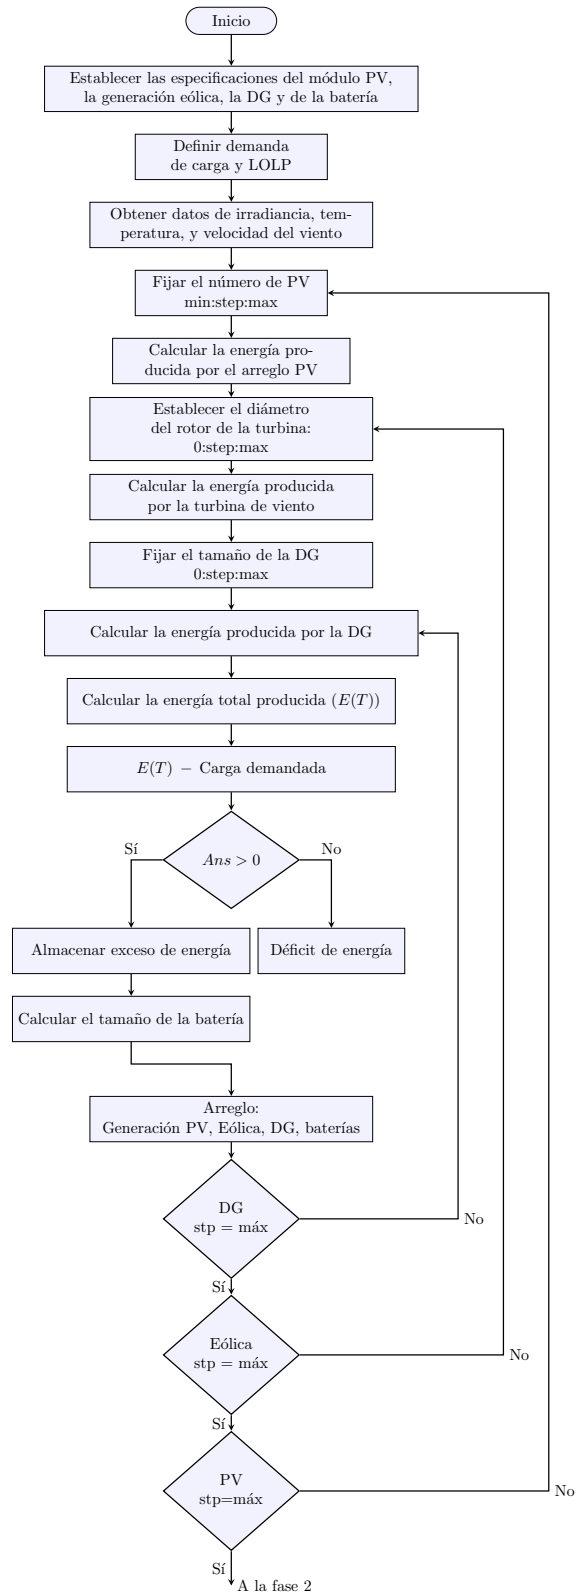 Inicio
Establecer las especificaciones del módulo PV,
la generación eólica, la DG y de la batería
Definir demanda
de carga y LOLP
Obtener datos de irradiancia, tem-
peratura, y velocidad del viento
Fijar el número de PV
min:step:max
Calcular la energía pro-
ducida por el arreglo PV
Establecer el diámetro
del rotor de la turbina:
0:step:max
Calcular la energía producida
por la turbina de viento
Fijar el tamaño de la DG
0:step:max
Calcular la energía producida por la DG
Calcular la energía total producida (E(T))
E(T) − Carga demandada
Ans > 0
Sí
No
Almacenar exceso de energía
Déficit de energía
Calcular el tamaño de la batería
Arreglo:
Generación PV, Eólica, DG, baterías
DG
stp = máx
No
Sí
Eólica
stp = máx
No
Sí
PV
stp=máx
No
Sí
A la fase 2